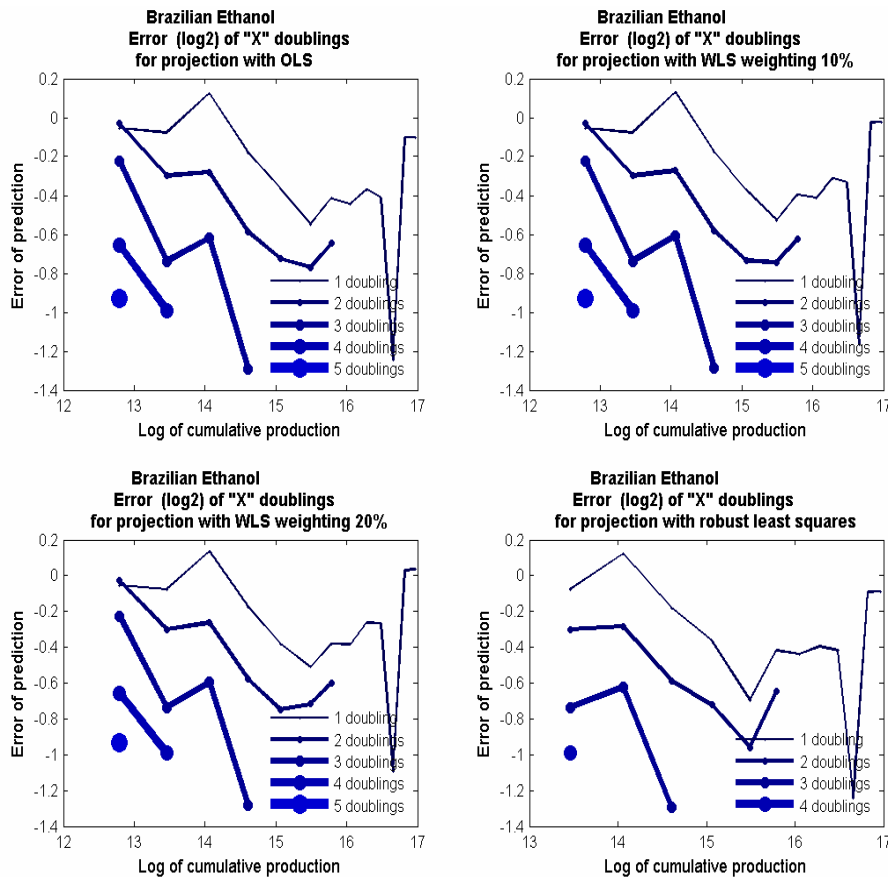 Brazilian Ethanol
Error (log2) of "X" doublings
for projection with OLS
0.2
0
-0.2
-0.4
-0.6
-0.8
-1
-1.2
-1.4
Error of prediction
1 doubling
2 doublings
3 doublings
4 doublings
5 doublings
12 13 14 15 16 17
Log of cumulative production
Brazilian Ethanol
Error (log2) of "X" doublings
for projection with WLS weighting 10%
0.2
0
-0.2
-0.4
-0.6
-0.8
-1
-1.2
-1.4
Error of prediction
1 doubling
2 doublings
3 doublings
4 doublings
5 doublings
12 13 14 15 16 17
Log of cumulative production
Brazilian Ethanol
Error (log2) of "X" doublings
for projection with WLS weighting 20%
0.2
0
-0.2
-0.4
-0.6
-0.8
-1
-1.2
-1.4
Error of prediction
1 doubling
2 doublings
3 doublings
4 doublings
5 doublings
12 13 14 15 16 17
Log of cumulative production
Brazilian Ethanol
Error (log2) of "X" doublings
for projection with robust least squares
0.2
0
-0.2
-0.4
-0.6
-0.8
-1
-1.2
-1.4
Error of prediction
1 doubling
2 doublings
3 doublings
4 doublings
13 14 15 16 17
Log of cumulative production